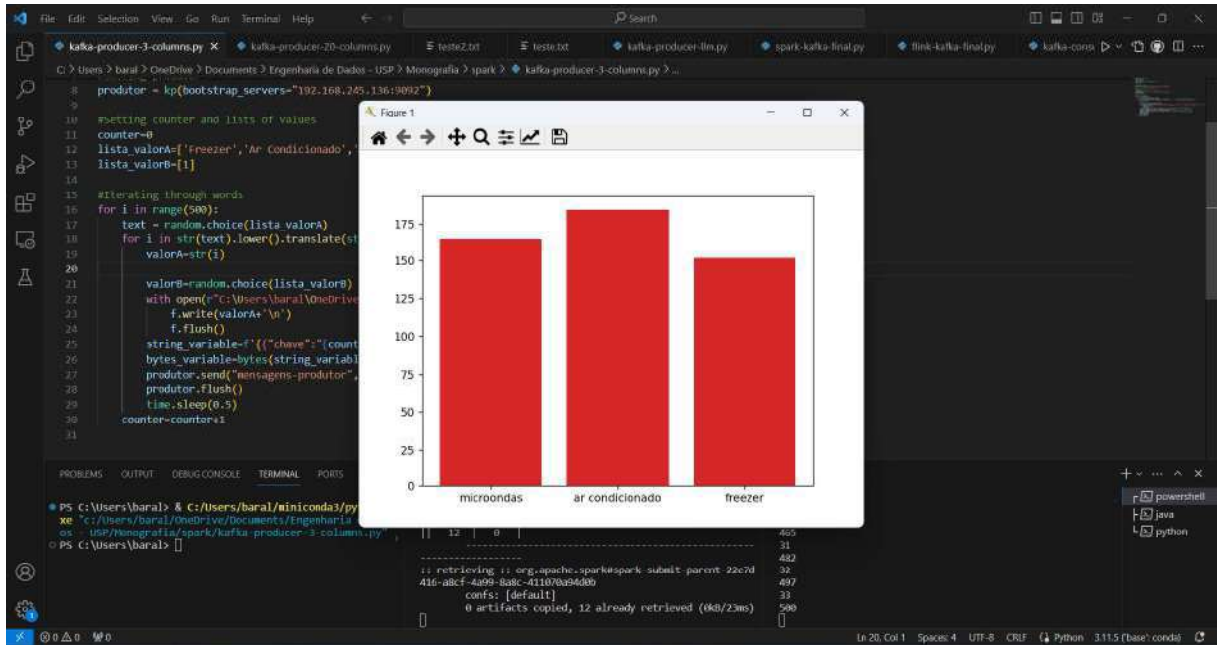 File Edit Selection View Go Run Terminal Help
Search
kafka-producer-3-columns.py
kafka-producer-20-columns.py
teste2.txt
teste.txt
kafka-producer-llm.py
spark-kafka-final.py
flink-kafka-final.py
kafka-cons
C: > Users > baral > OneDrive > Documents > Engenharia de Dados - USP > Monografia > spark > kafka-producer-3-columns.py > ...
8 produtor = kp(bootstrap_servers="192.168.245.136:9092")
9
10 #Setting counter and lists of values
11 counter=0
12 lista_valorA=['Freezer','Ar Condicionado','
13 lista_valorB=[1]
14
15 #Iterating through words
16 for i in range(500):
17 text = random.choice(lista_valorA)
18 for i in str(text).lower().translate(st
19 valorA=str(i)
20
21 valorB=random.choice(lista_valorB)
22 with open(r"C:\Users\baral\OneDrive
23 f.write(valorA+'\n')
24 f.flush()
25 string_variable=f'{{"chave":"{count
26 bytes_variable=bytes(string_variabl
27 produtor.send("mensagens-produtor",
28 produtor.flush()
29 time.sleep(0.5)
30 counter=counter+1
31
Figure 1
175
150
125
100
75
50
25
0
microondas ar condicionado freezer
PROBLEMS OUTPUT DEBUG CONSOLE TERMINAL PORTS
PS C:\Users\baral> & C:/Users/baral/miniconda3/py
xe "c:/Users/baral/OneDrive/Documents/Engenharia
os - USP/Monografia/spark/kafka-producer-3-columns.py"
PS C:\Users\baral>
|| 12 | 0 |
---------------------
:: retrieving :: org.apache.spark#spark-submit-parent-22c7d
416-a8cf-4a99-8a8c-411070a94d0b
confs: [default]
0 artifacts copied, 12 already retrieved (0kB/23ms)
465
31
482
32
497
33
500
powershell
java
python
0 0 0
Ln 20, Col 1 Spaces: 4 UTF-8 CRLF Python 3.11.5 ('base': conda)